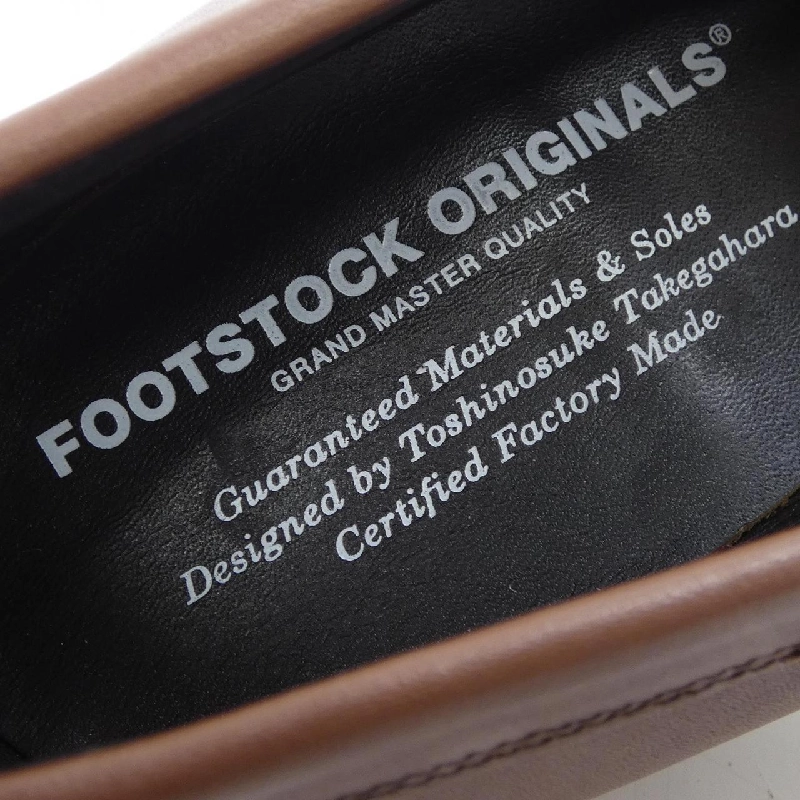 FOOTSTOCK ORIGINALS®
GRAND MASTER QUALITY
Guaranteed Materials & Soles
Designed by Toshinosuke Takegahara
Certified Factory Made